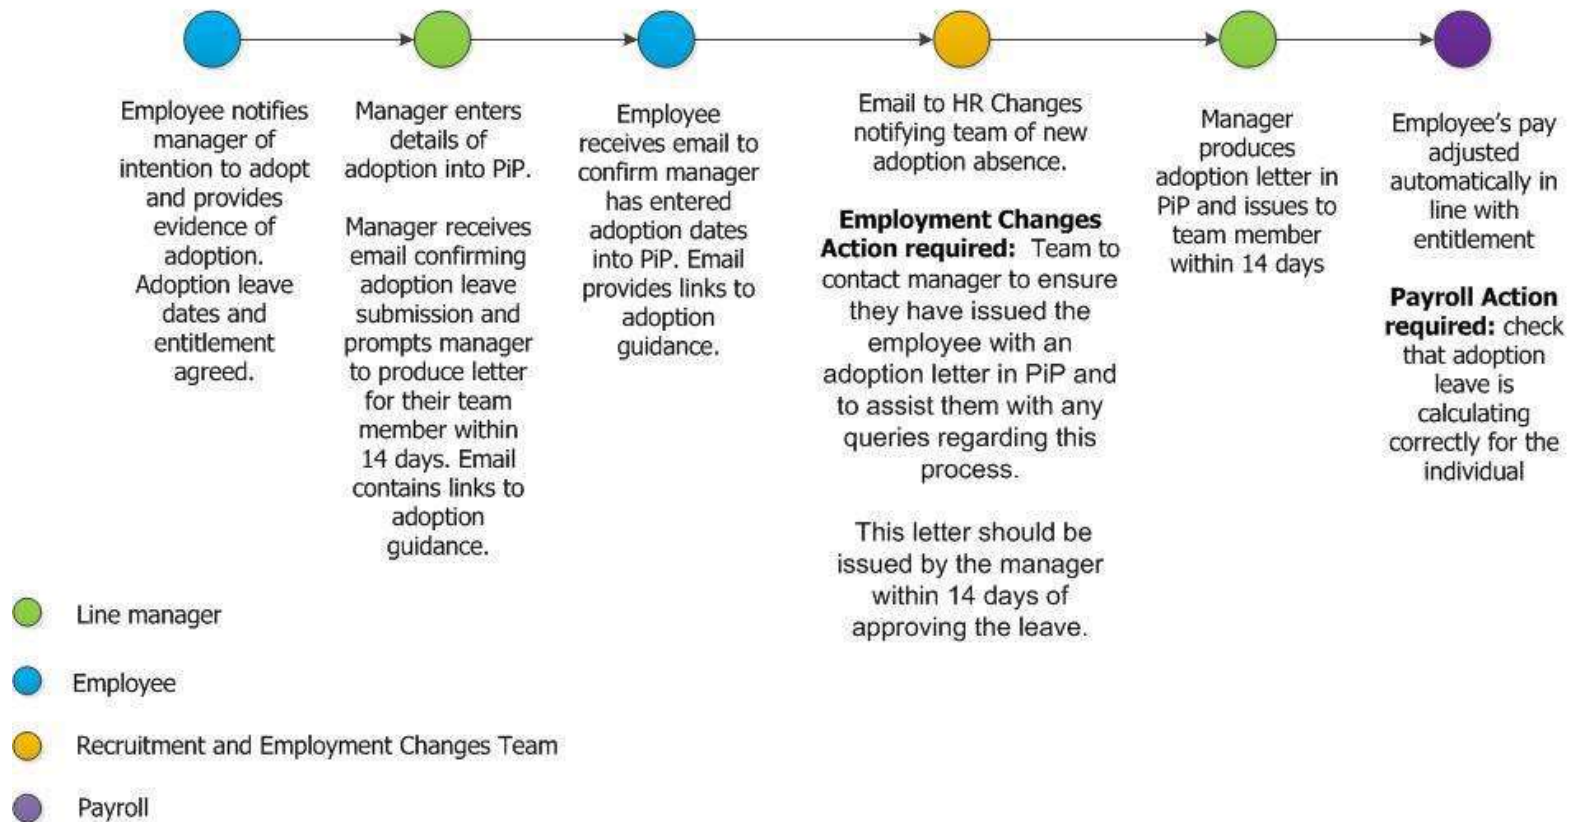 Employee notifies
manager of
intention to adopt
and provides
evidence of
adoption.
Adoption leave
dates and
entitlement
agreed.
Manager enters
details of
adoption into PiP.
Manager receives
email confirming
adoption leave
submission and
prompts manager
to produce letter
for their team
member within
14 days. Email
contains links to
adoption
guidance.
Employee
receives email to
confirm manager
has entered
adoption dates
into PiP. Email
provides links to
adoption
guidance.
Email to HR Changes
notifying team of new
adoption absence.
Employment Changes
Action required: Team to
contact manager to ensure
they have issued the
employee with an
adoption letter in PiP and
to assist them with any
queries regarding this
process.
This letter should be
issued by the manager
within 14 days of
approving the leave.
Manager
produces
adoption letter in
PiP and issues to
team member
within 14 days
Employee's pay
adjusted
automatically in
line with
entitlement
Payroll Action
required: check
that adoption
leave is
calculating
correctly for the
individual
Line manager
Employee
Recruitment and Employment Changes Team
Payroll